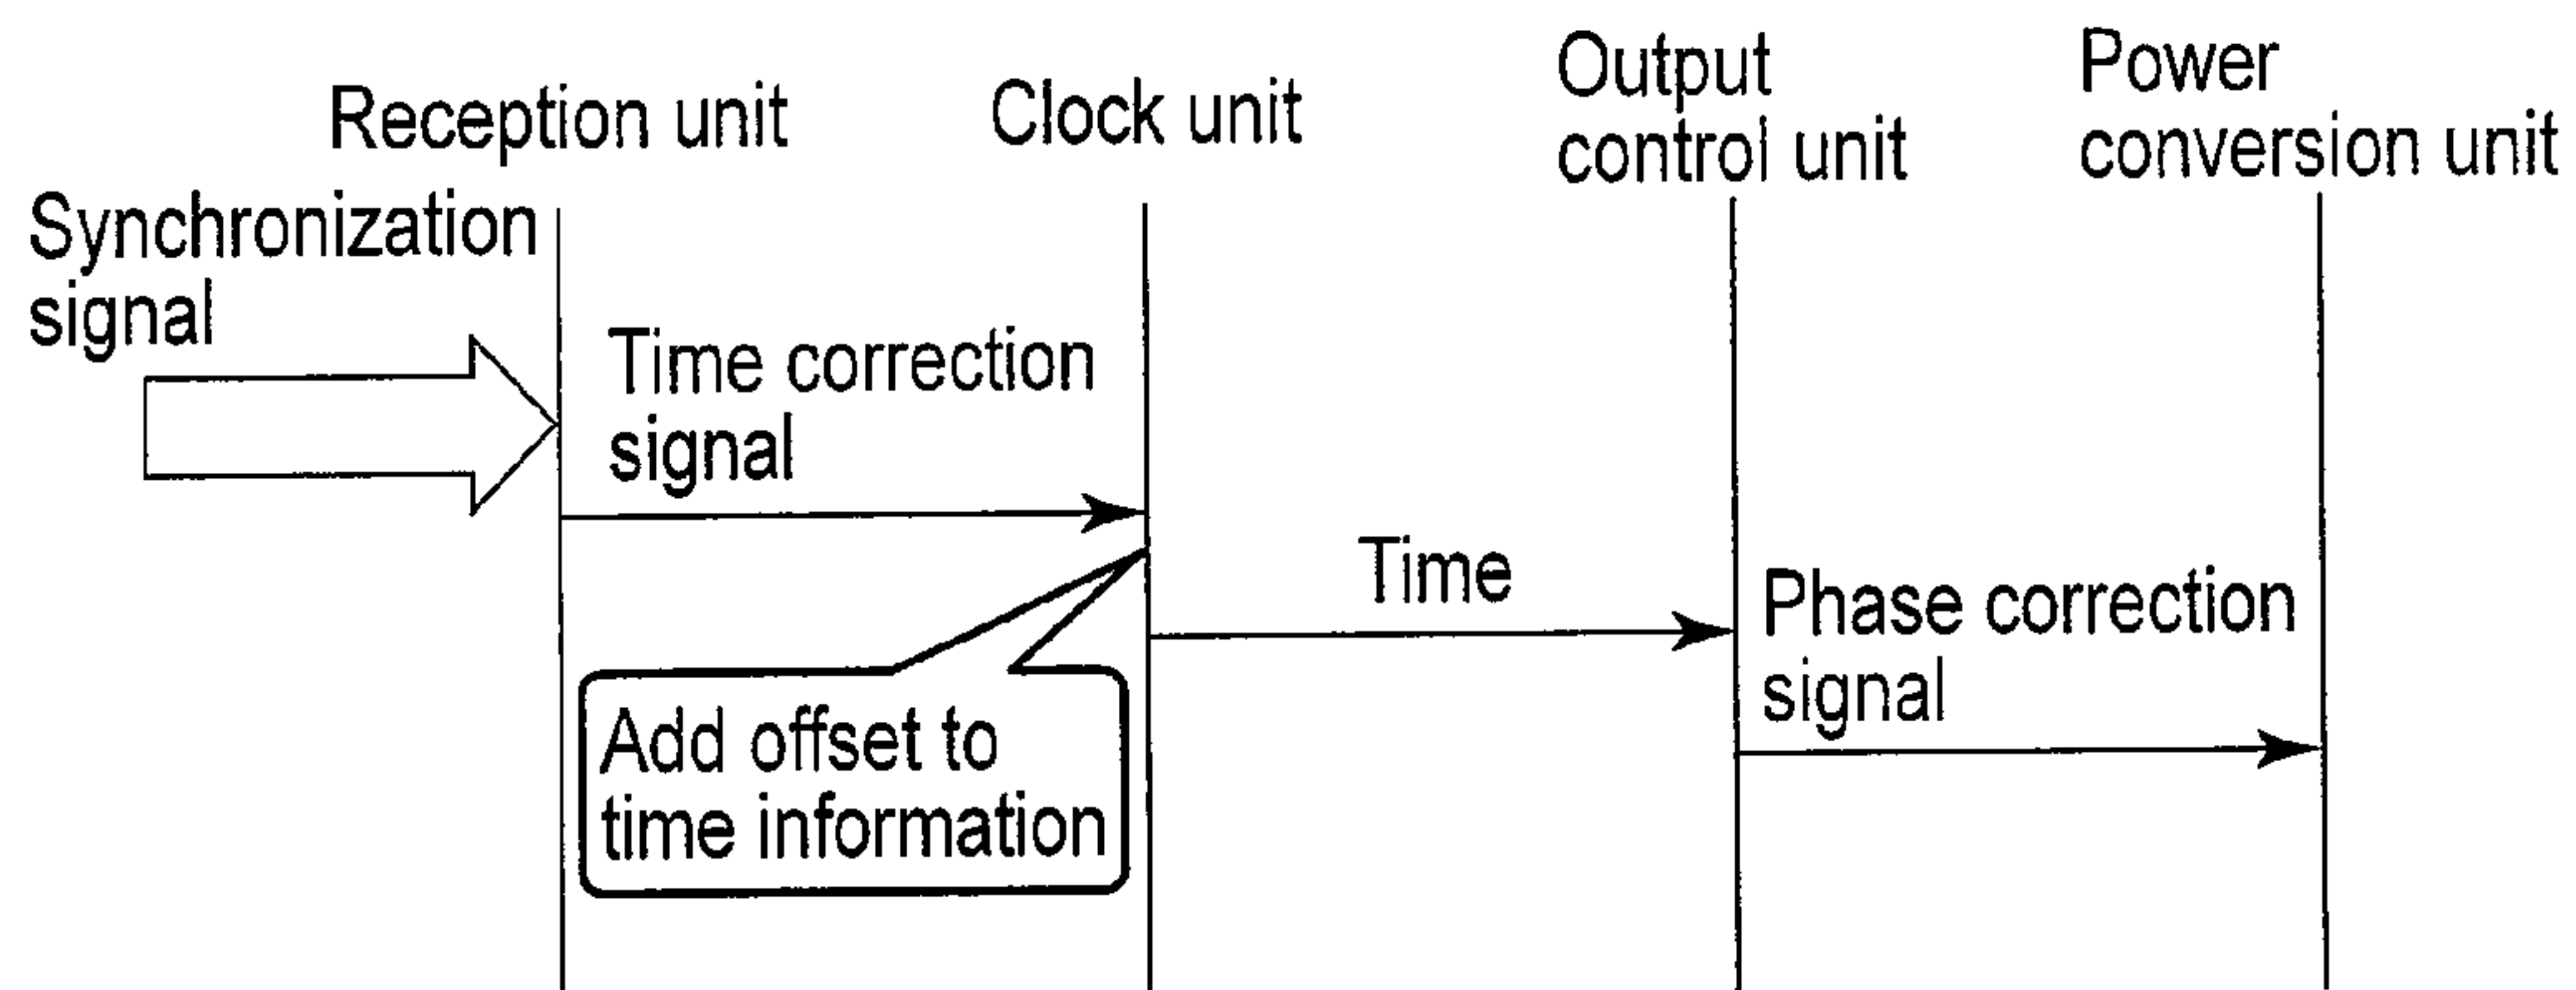 Reception unit
Clock unit
Output
control unit
Power
conversion unit
Synchronization
signal
Time correction
signal
Time
Phase correction
signal
Add offset to
time information